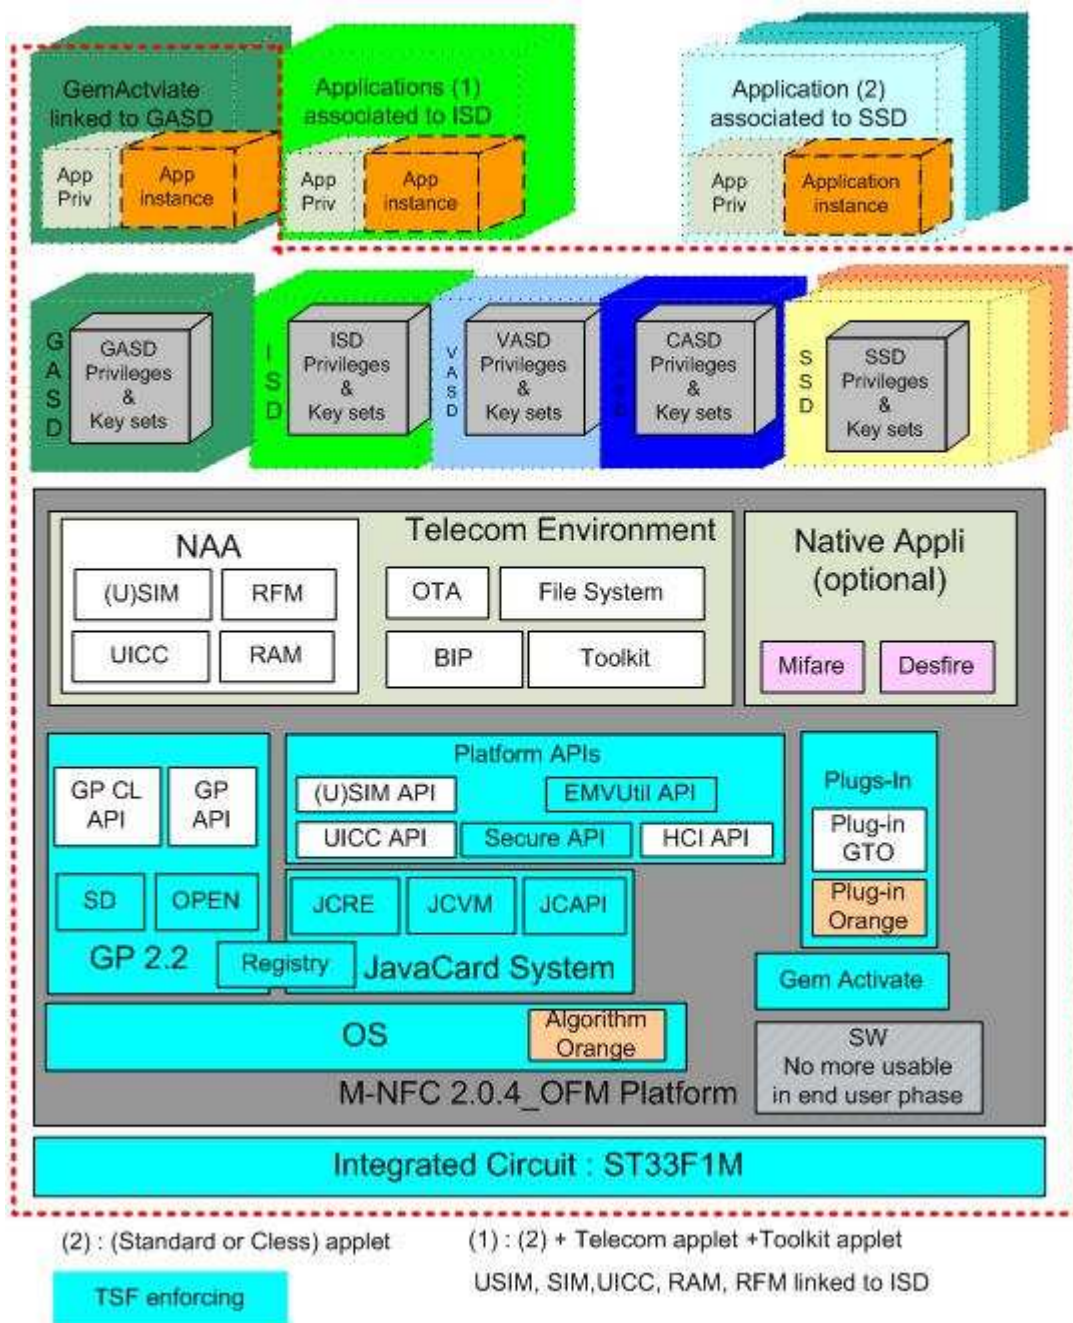 GemActviate
linked to GASD
App
Priv
App
instance
Applications (1)
associated to ISD
App
Priv
App
instance
Application (2)
associated to SSD
App
Priv
Application
instance
GASD
GASD
Privileges
&
Key sets
ISD
ISD
Privileges
&
Key sets
VASD
VASD
Privileges
&
Key sets
CASD
Privileges
&
Key sets
SSD
SSD
Privileges
&
Key sets
NAA
(U)SIM
RFM
UICC
RAM
Telecom Environment
OTA
File System
BIP
Toolkit
Native Appli
(optional)
Mifare
Desfire
GP CL
API
GP
API
SD
OPEN
GP 2.2
Registry
Platform APIs
(U)SIM API
EMVUtil API
UICC API
Secure API
HCI API
JCRE
JCVM
JCAPI
JavaCard System
Plugs-In
Plug-in
GTO
Plug-in
Orange
Gem Activate
OS
Algorithm
Orange
SW
No more usable
in end user phase
M-NFC 2.0.4_OFM Platform
Integrated Circuit : ST33F1M
(2) : (Standard or Cless) applet
(1) : (2) + Telecom applet +Toolkit applet
USIM, SIM,UICC, RAM, RFM linked to ISD
TSF enforcing